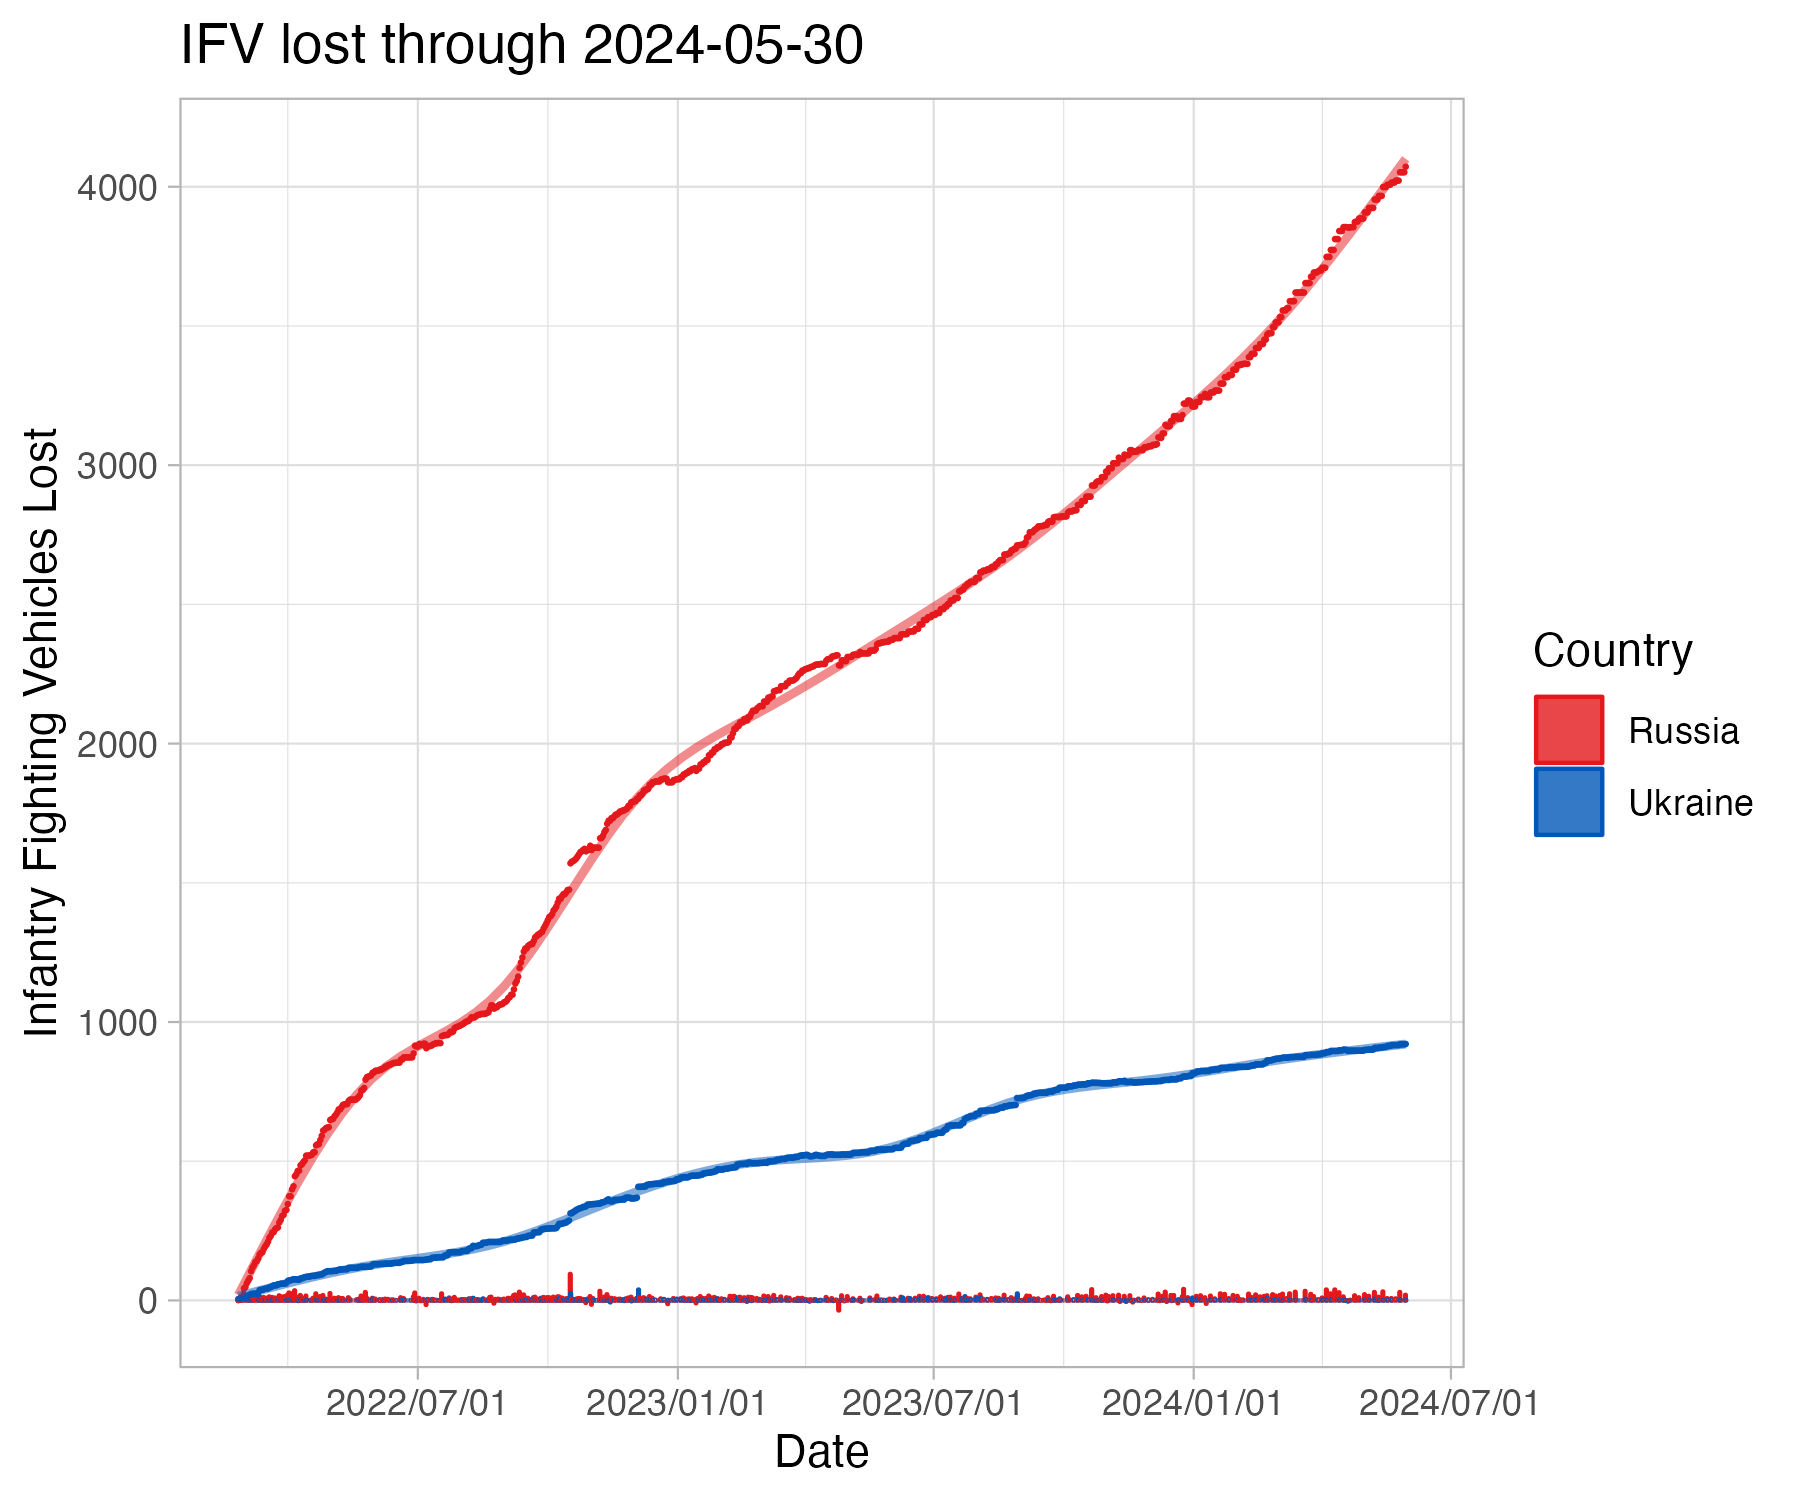 IFV lost through 2024-05-30
Infantry Fighting Vehicles Lost
4000
3000
2000
1000
0
2022/07/01
2023/01/01
2023/07/01
2024/01/01
2024/07/01
Date
Country
Russia
Ukraine